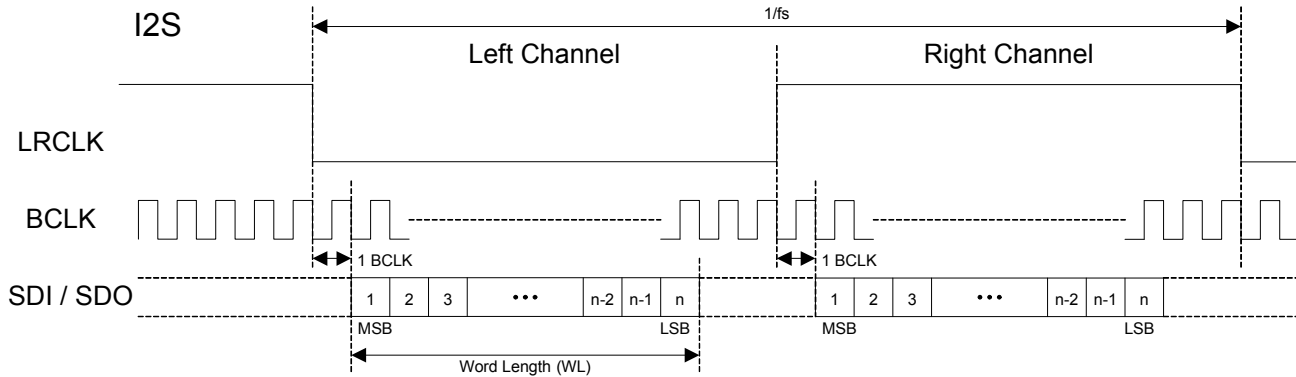 I2S
1/fs
Left Channel
Right Channel
LRCLK
BCLK
1 BCLK
1 BCLK
SDI / SDO
1 2 3 ••• n-2 n-1 n
1 2 3 ••• n-2 n-1 n
MSB
LSB
MSB
LSB
Word Length (WL)